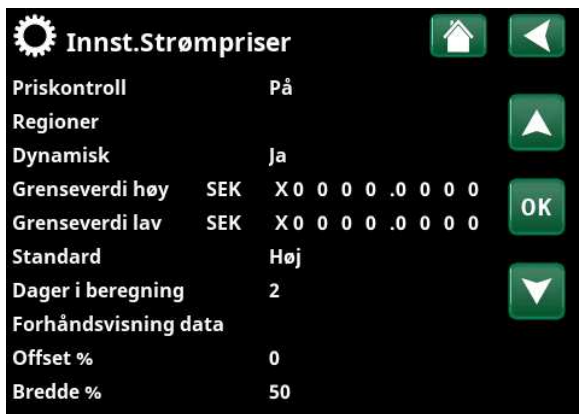 Innst.Strømpriser
Priskontroll På
Regioner
Dynamisk Ja
Grenseverdi høy SEK X 0 0 0 0 .0 0 0 0
Grenseverdi lav SEK X 0 0 0 0 .0 0 0 0
OK
Standard Høj
Dager i beregning 2
Forhåndsvisning data
Offset % 0
Bredde % 50